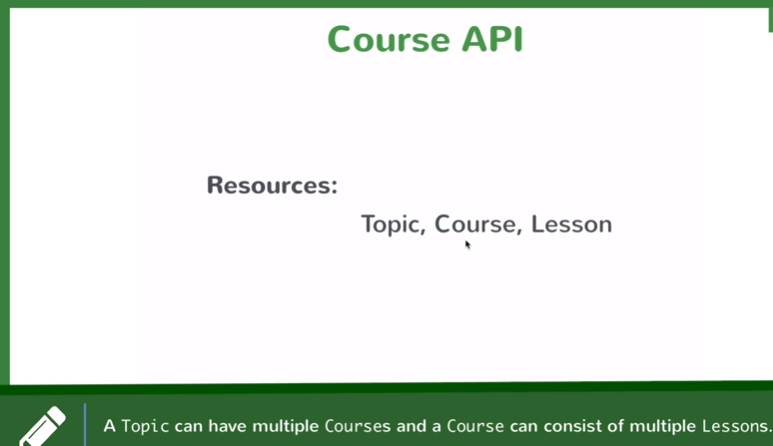 Course API
Resources:
Topic, Course, Lesson
A Topic can have multiple Courses and a Course can consist of multiple Lessons.